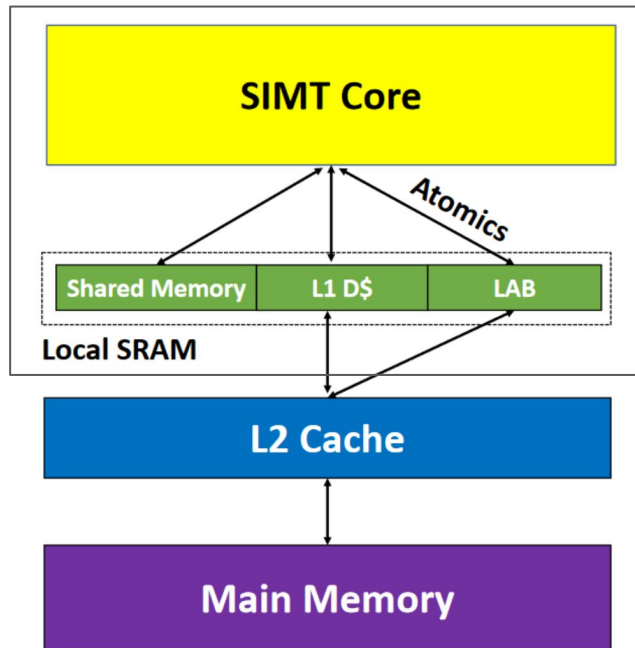 SIMT Core
Atomics
Shared Memory
L1 D$
LAB
Local SRAM
L2 Cache
Main Memory